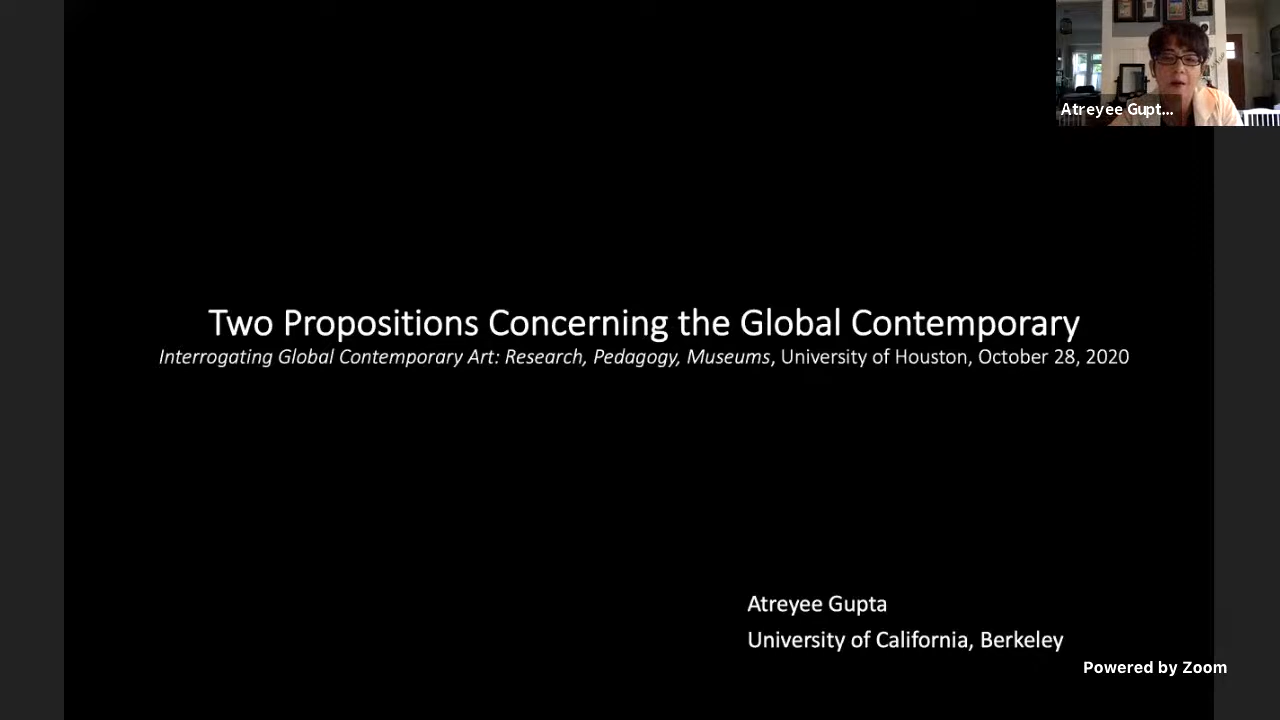 Atreyee Gupt...
Two Propositions Concerning the Global Contemporary
Interrogating Global Contemporary Art: Research, Pedagogy, Museums, University of Houston, October 28, 2020
Atreyee Gupta
University of California, Berkeley
Powered by Zoom